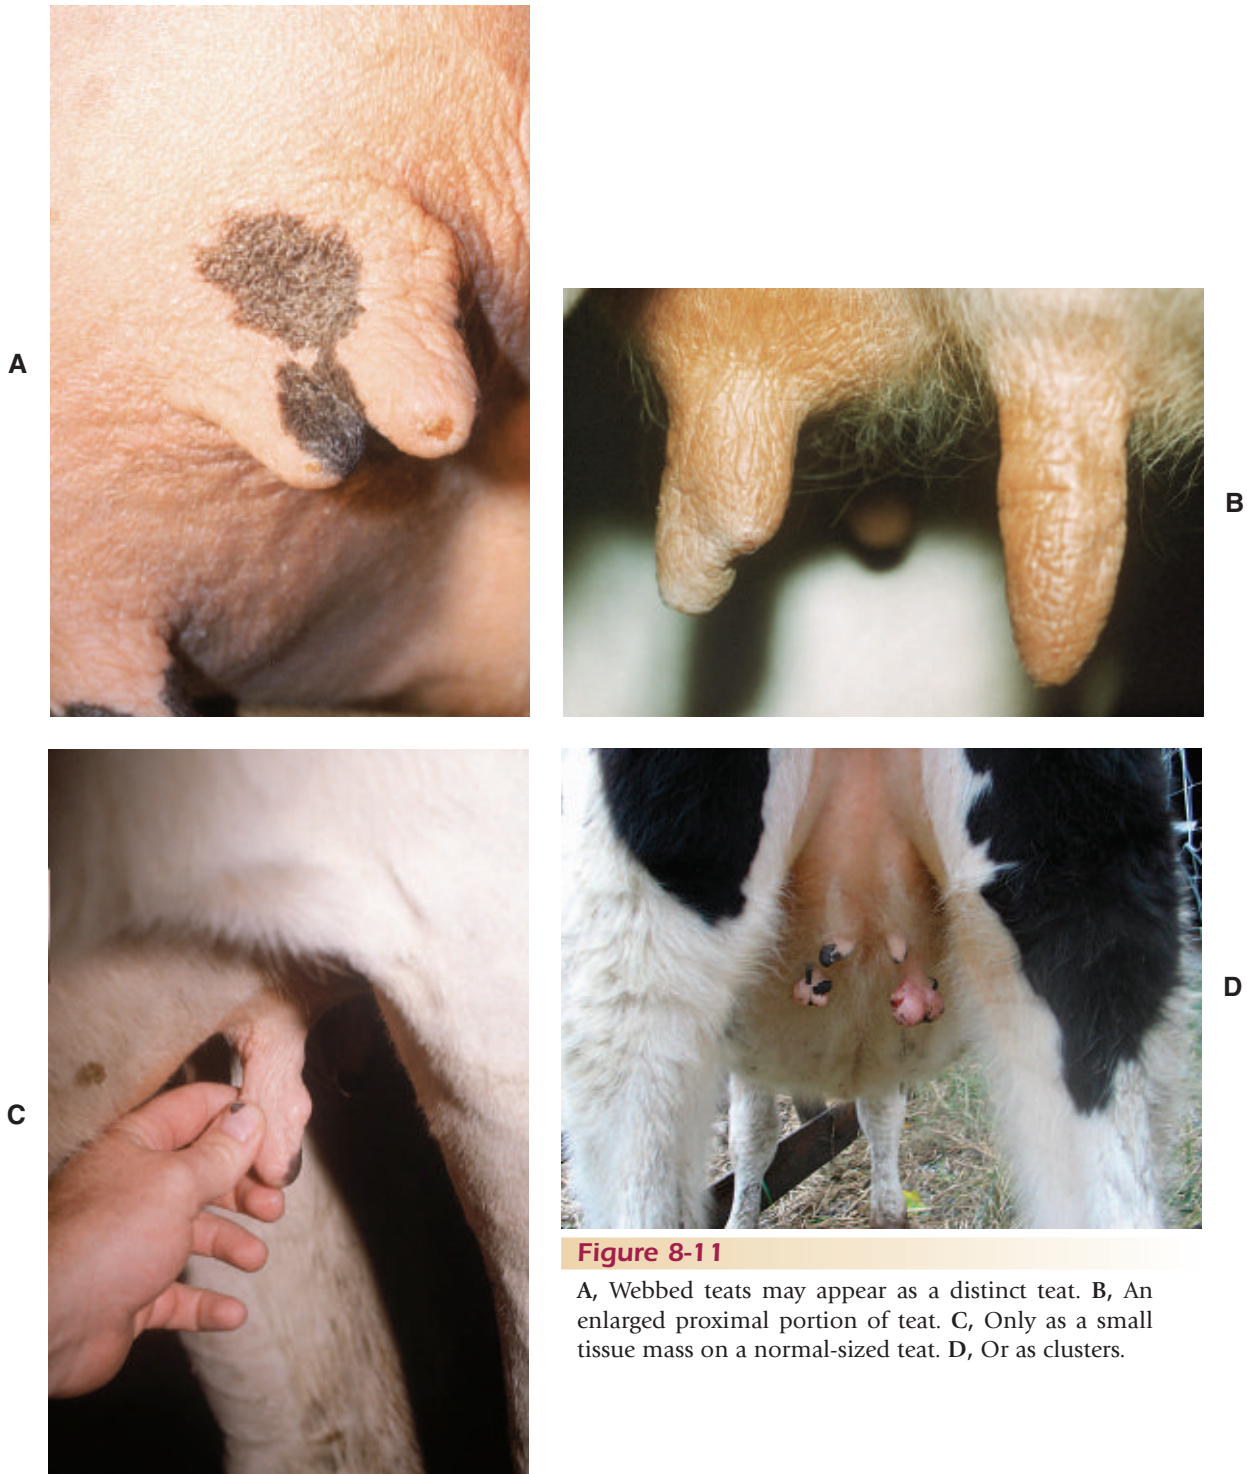 A
B
C
D
Figure 8-11
A, Webbed teats may appear as a distinct teat. B, An
enlarged proximal portion of teat. C, Only as a small
tissue mass on a normal-sized teat. D, Or as clusters.